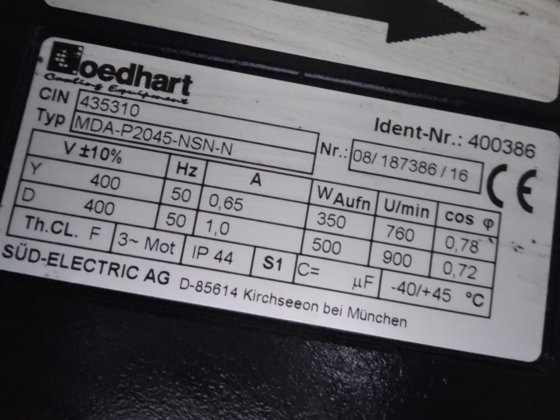 Goedhart
Cooling Equipment
CIN 435310 Ident-Nr.: 400386
Typ MDA-P2045-NSN-N Nr.: 08/187386/16 CE
V ±10% Hz A W Aufn U/min cos φ
Y 400 50 0,65 350 760 0,78
D 400 50 1,0 500 900 0,72
Th.CL. F 3~ Mot IP 44 S1 C= µF -40/+45 °C
SÜD-ELECTRIC AG D-85614 Kirchseeon bei München